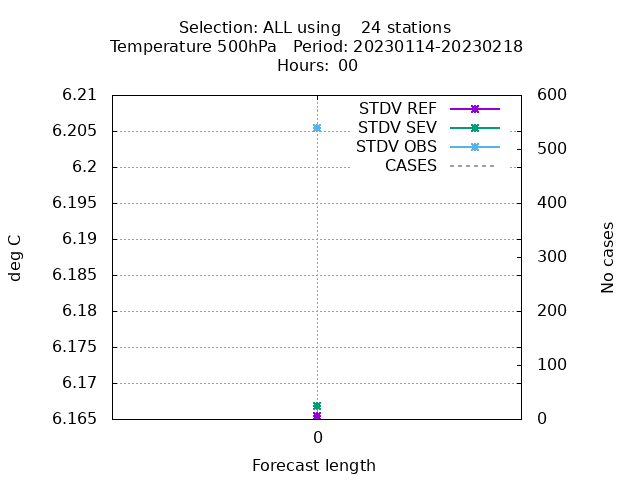 Selection: ALL using    24 stations
Temperature 500hPa   Period: 20230114-20230218
Hours: 00
6.21
6.205
6.2
6.195
6.19
6.185
6.18
6.175
6.17
6.165
deg C
STDV REF
STDV SEV
STDV OBS
CASES
600
500
400
300
200
100
0
No cases
0
Forecast length